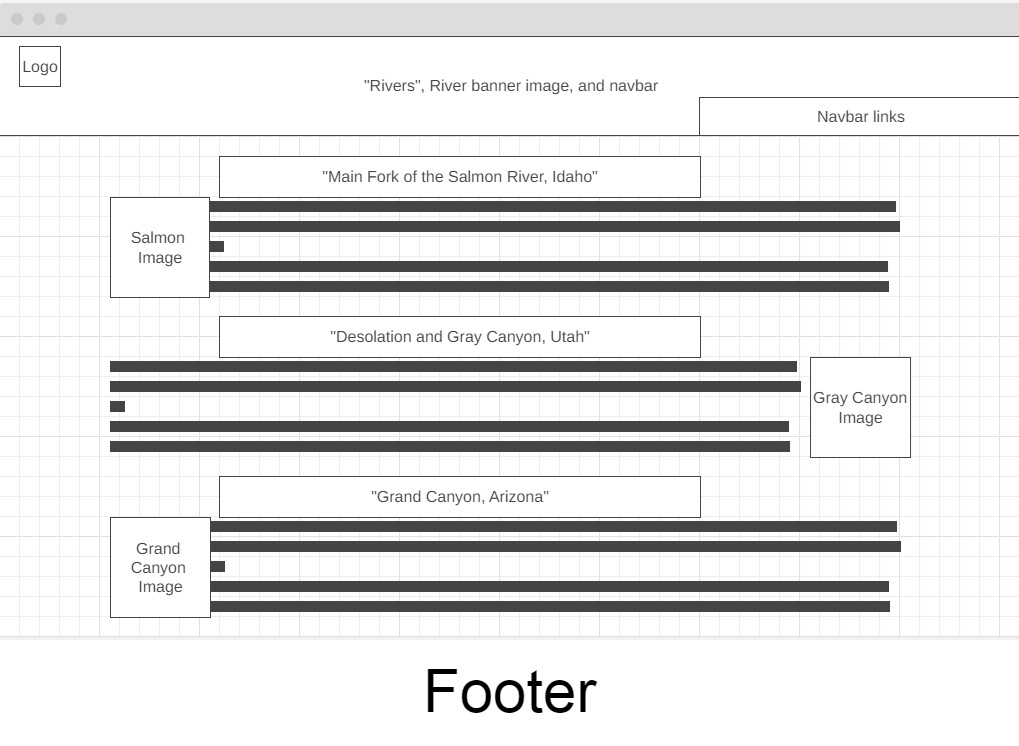 Logo
"Rivers", River banner image, and navbar
Navbar links
"Main Fork of the Salmon River, Idaho"
Salmon
Image
"Desolation and Gray Canyon, Utah"
Gray Canyon
Image
"Grand Canyon, Arizona"
Grand
Canyon
Image
Footer